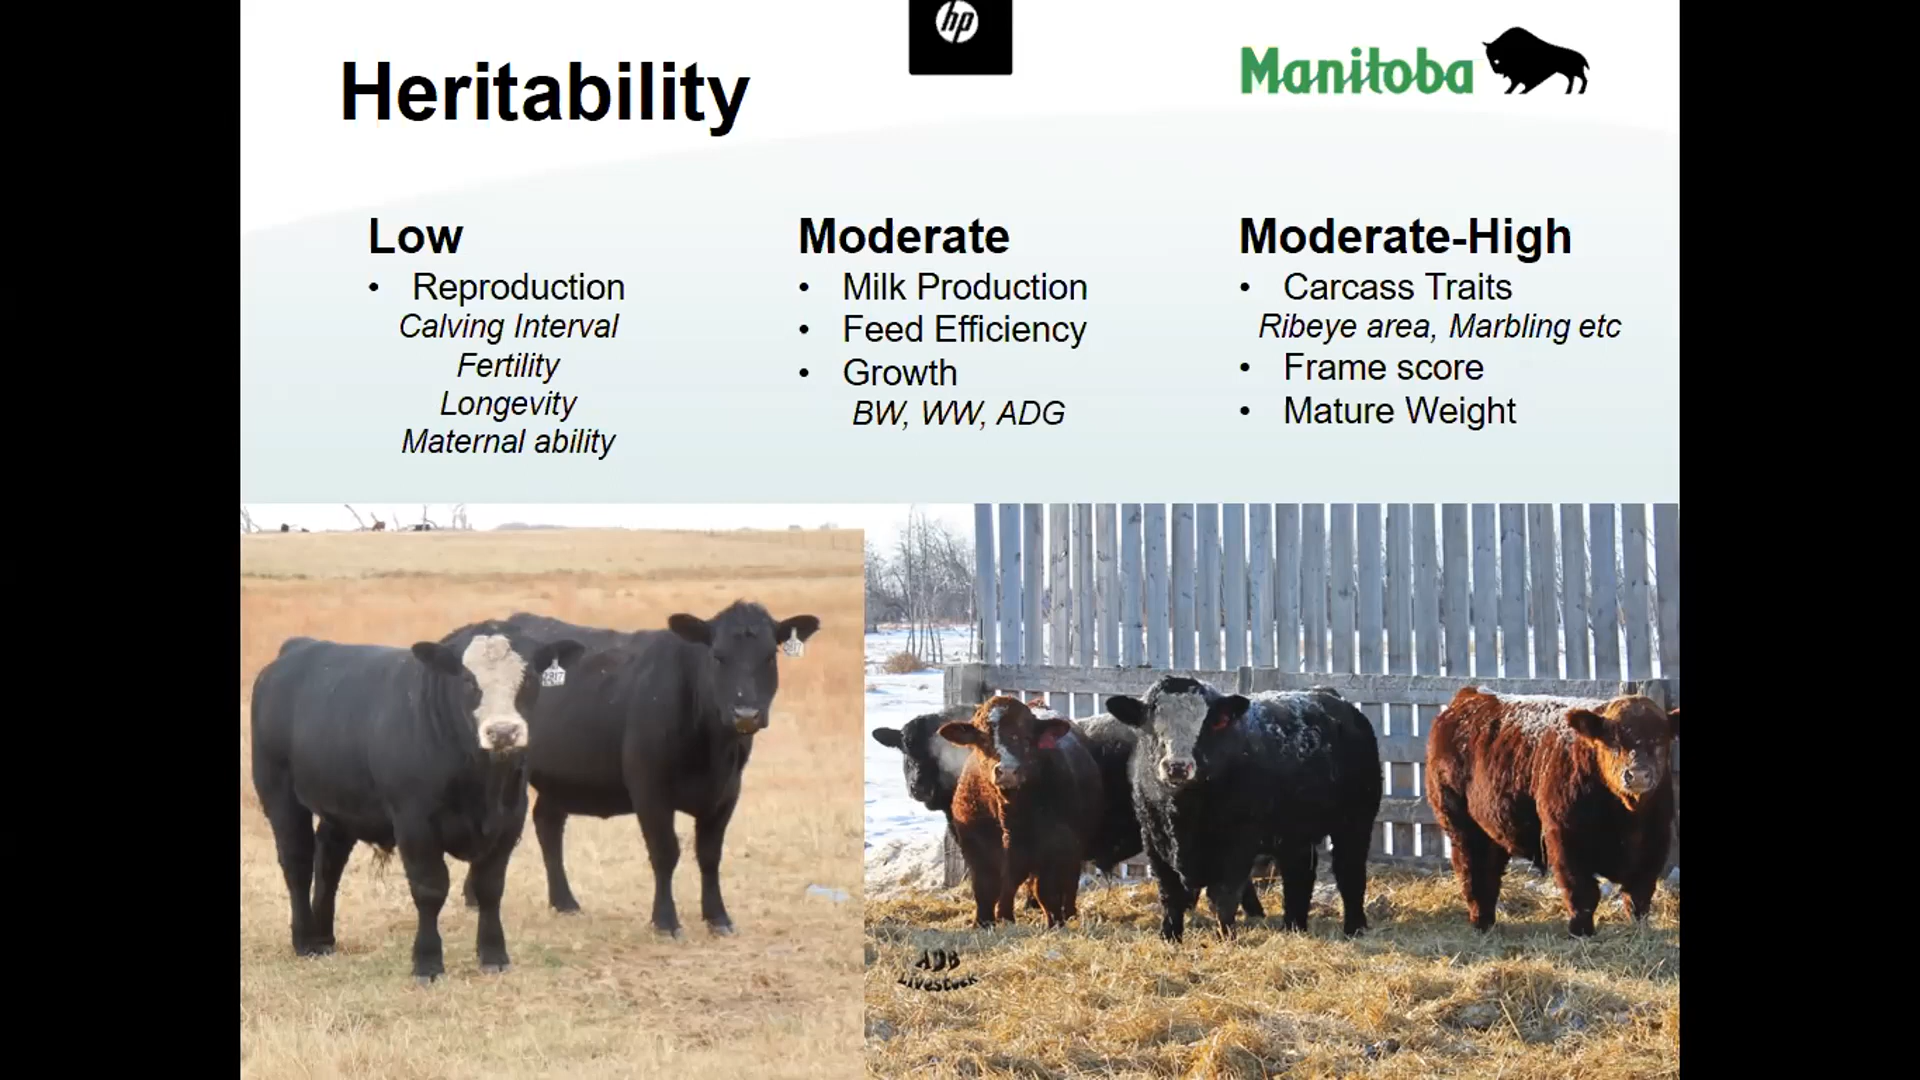 hp
Heritability
Manitoba
Low
• Reproduction
Calving Interval
Fertility
Longevity
Maternal ability
Moderate
• Milk Production
• Feed Efficiency
• Growth
BW, WW, ADG
Moderate-High
• Carcass Traits
Ribeye area, Marbling etc
• Frame score
• Mature Weight
ADB
Livestock